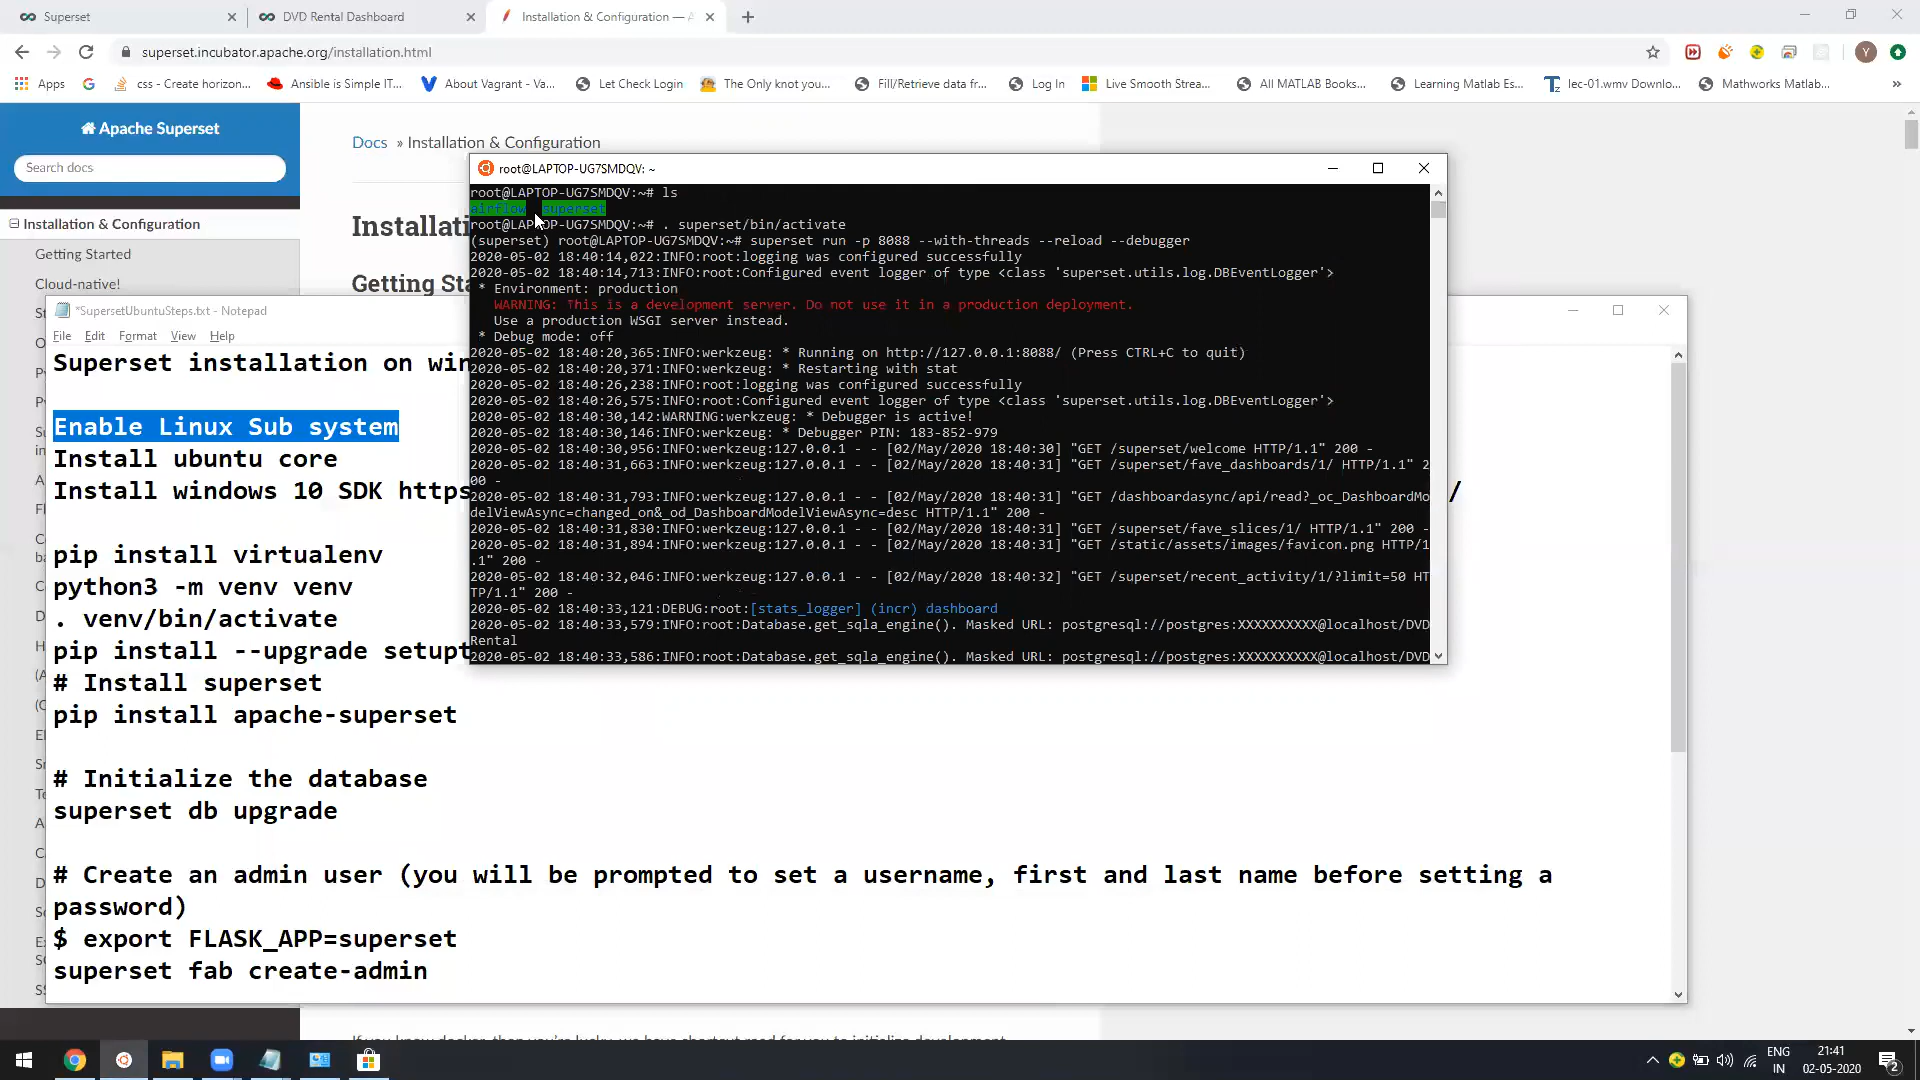 Superset
DVD Rental Dashboard
Installation & Configuration — A
superset.incubator.apache.org/installation.html
Y
Apps
css - Create horizon...
Ansible is Simple IT...
About Vagrant - Va...
Let Check Login
The Only knot you...
Fill/Retrieve data fr...
Log In
Live Smooth Strea...
All MATLAB Books...
Learning Matlab Es...
lec-01.wmv Downlo...
Mathworks Matlab...
Apache Superset
Search docs
Installation & Configuration
Getting Started
Cloud-native!
Docs » Installation & Configuration
Installa
Getting Sta
root@LAPTOP-UG7SMDQV: ~
root@LAPTOP-UG7SMDQV:~# ls
airflow superset
root@LAPTOP-UG7SMDQV:~# . superset/bin/activate
(superset) root@LAPTOP-UG7SMDQV:~# superset run -p 8088 --with-threads --reload --debugger
2020-05-02 18:40:14,022:INFO:root:logging was configured successfully
2020-05-02 18:40:14,713:INFO:root:Configured event logger of type <class 'superset.utils.log.DBEventLogger'>
* Environment: production
WARNING: This is a development server. Do not use it in a production deployment.
Use a production WSGI server instead.
* Debug mode: off
2020-05-02 18:40:20,365:INFO:werkzeug: * Running on http://127.0.0.1:8088/ (Press CTRL+C to quit)
2020-05-02 18:40:20,371:INFO:werkzeug: * Restarting with stat
2020-05-02 18:40:26,238:INFO:root:logging was configured successfully
2020-05-02 18:40:26,575:INFO:root:Configured event logger of type <class 'superset.utils.log.DBEventLogger'>
2020-05-02 18:40:30,142:WARNING:werkzeug: * Debugger is active!
2020-05-02 18:40:30,146:INFO:werkzeug: * Debugger PIN: 183-852-979
2020-05-02 18:40:30,956:INFO:werkzeug:127.0.0.1 - - [02/May/2020 18:40:30] "GET /superset/welcome HTTP/1.1" 200 -
2020-05-02 18:40:31,663:INFO:werkzeug:127.0.0.1 - - [02/May/2020 18:40:31] "GET /superset/fave_dashboards/1/ HTTP/1.1" 2
00 -
2020-05-02 18:40:31,793:INFO:werkzeug:127.0.0.1 - - [02/May/2020 18:40:31] "GET /dashboardasync/api/read?_oc_DashboardMo
delViewAsync=changed_on&_od_DashboardModelViewAsync=desc HTTP/1.1" 200 -
2020-05-02 18:40:31,830:INFO:werkzeug:127.0.0.1 - - [02/May/2020 18:40:31] "GET /superset/fave_slices/1/ HTTP/1.1" 200 -
2020-05-02 18:40:31,894:INFO:werkzeug:127.0.0.1 - - [02/May/2020 18:40:31] "GET /static/assets/images/favicon.png HTTP/1
.1" 200 -
2020-05-02 18:40:32,046:INFO:werkzeug:127.0.0.1 - - [02/May/2020 18:40:32] "GET /superset/recent_activity/1/?limit=50 HT
TP/1.1" 200 -
2020-05-02 18:40:33,121:DEBUG:root:[stats_logger] (incr) dashboard
2020-05-02 18:40:33,579:INFO:root:Database.get_sqla_engine(). Masked URL: postgresql://postgres:XXXXXXXXXX@localhost/DVD
Rental
2020-05-02 18:40:33,586:INFO:root:Database.get_sqla_engine(). Masked URL: postgresql://postgres:XXXXXXXXXX@localhost/DVD
*SupersetUbuntuSteps.txt - Notepad
File Edit Format View Help
Superset installation on win
Enable Linux Sub system
Install ubuntu core
Install windows 10 SDK https /
pip install virtualenv
python3 -m venv venv
. venv/bin/activate
pip install --upgrade setupt
# Install superset
pip install apache-superset
# Initialize the database
superset db upgrade
# Create an admin user (you will be prompted to set a username, first and last name before setting a
password)
$ export FLASK_APP=superset
superset fab create-admin
ENG
IN
21:41
02-05-2020
2